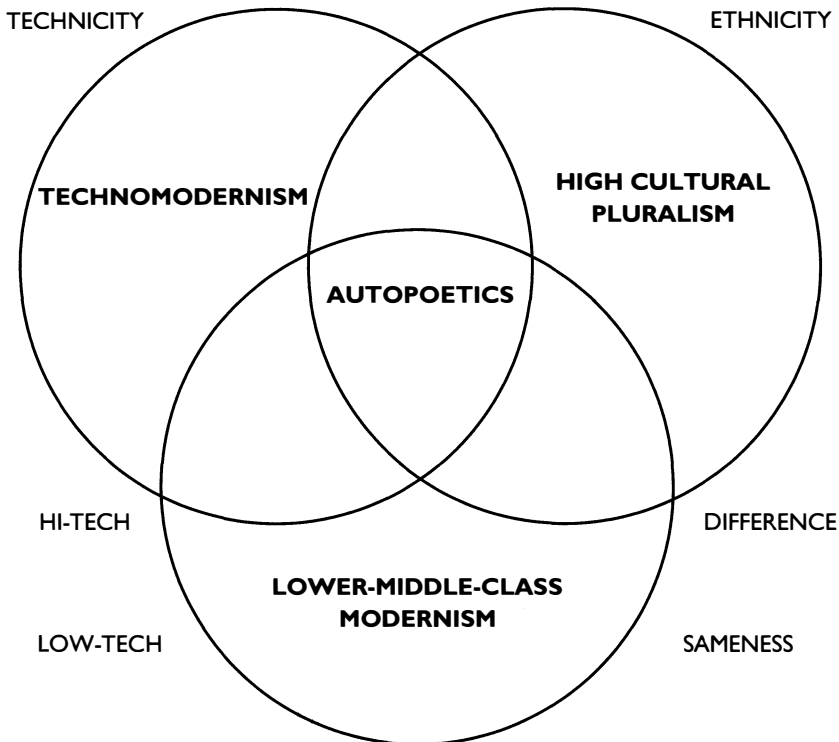 TECHNICITY
ETHNICITY
TECHNOMODERNISM
HIGH CULTURAL
PLURALISM
AUTOPOETICS
HI-TECH
DIFFERENCE
LOWER-MIDDLE-CLASS
MODERNISM
LOW-TECH
SAMENESS